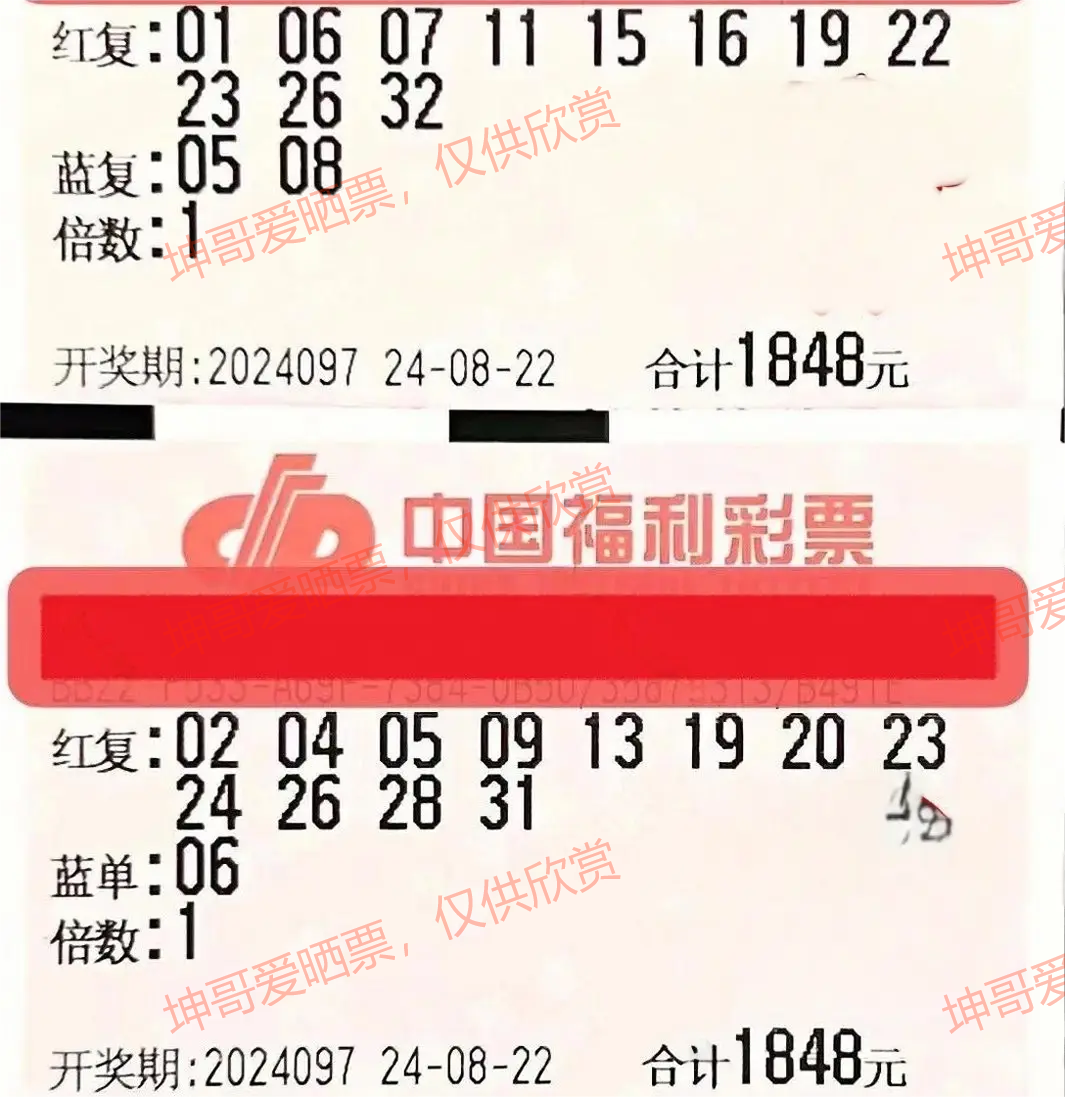 红复:01 06 07 11 15 16 19 22
23 26 32
蓝复:05 08
倍数:1
坤哥爱晒票，仅供欣赏
坤哥爱
开奖期:2024097 24-08-22 合计1848元
中国福利彩票
坤哥爱晒票，仅供欣赏
坤哥爱
红复:02 04 05 09 13 19 20 23
24 26 28 31
蓝单:06
倍数:1
坤哥爱晒票，仅供欣赏
坤哥爱
开奖期:2024097 24-08-22 合计1848元